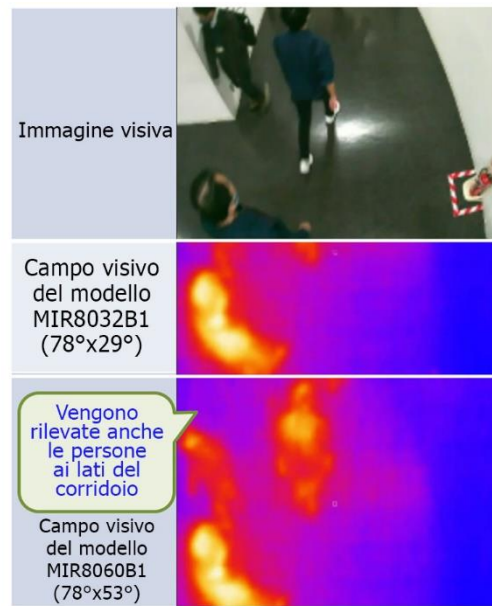 Immagine visiva
Campo visivo
del modello
MIR8032B1
(78°x29°)
Vengono
rilevate anche
le persone
ai lati del
corridoio
Campo visivo
del modello
MIR8060B1
(78°x53°)